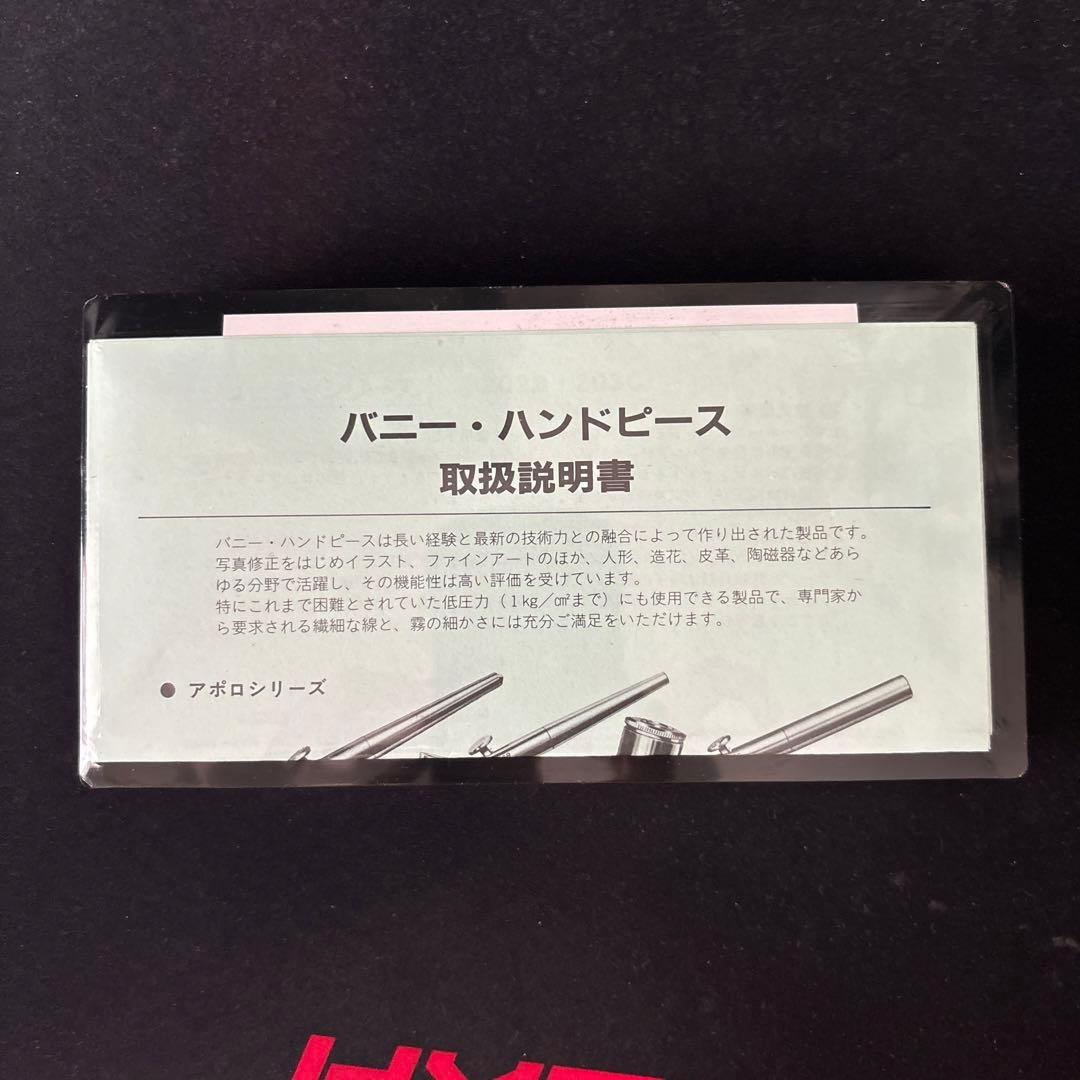 バニー・ハンドピース
取扱説明書
バニー・ハンドピースは長い経験と最新の技術力との融合によって作り出された製品です。
写真修正をはじめイラスト、ファインアートのほか、人形、造花、皮革、陶磁器などあら
ゆる分野で活躍し、その機能性は高い評価を受けています。
特にこれまで困難とされていた低圧力（1kg／㎠まで）にも使用できる製品で、専門家か
ら要求される繊細な線と、霧の細かさには充分ご満足をいただけます。
● アポロシリーズ